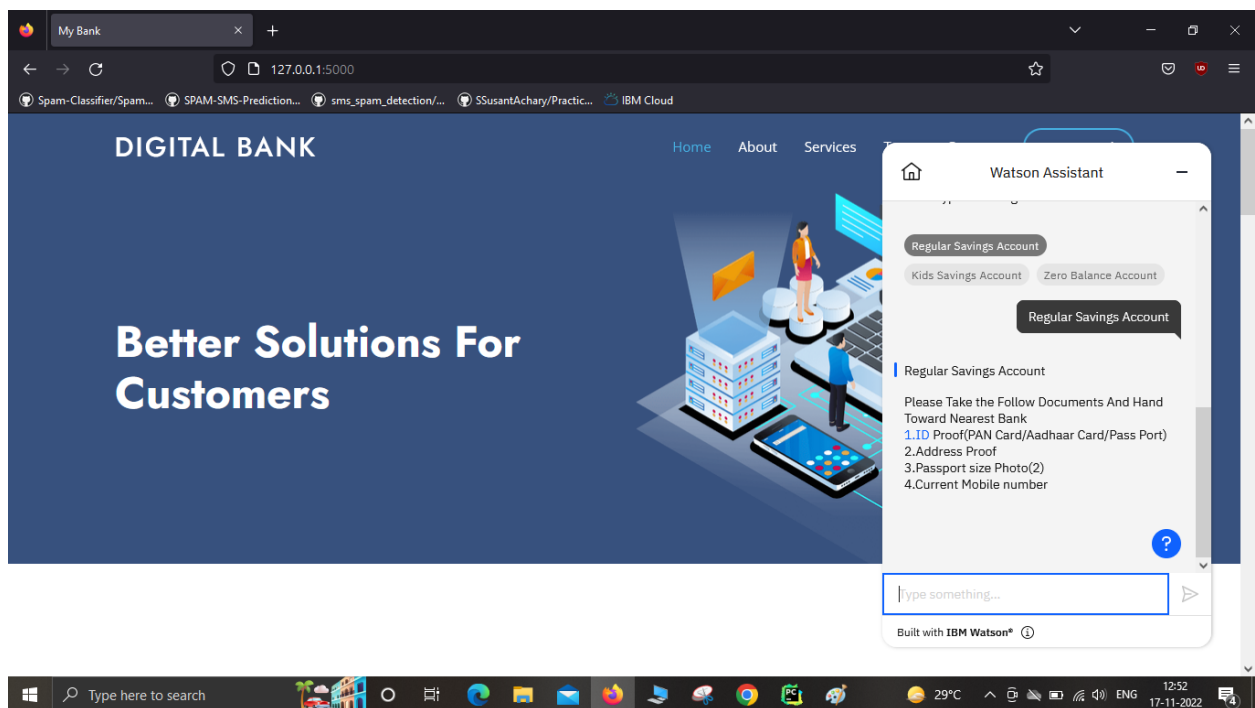 My Bank
127.0.0.1:5000
Spam-Classifier/Spam... SPAM-SMS-Prediction... sms_spam_detection/... SSusantAchary/Practic... IBM Cloud
DIGITAL BANK
Home About Services
Better Solutions For
Customers
Watson Assistant
Regular Savings Account
Kids Savings Account Zero Balance Account
Regular Savings Account
Regular Savings Account
Please Take the Follow Documents And Hand
Toward Nearest Bank
1.ID Proof(PAN Card/Aadhaar Card/Pass Port)
2.Address Proof
3.Passport size Photo(2)
4.Current Mobile number
?
Type something...
Built with IBM Watson®
Type here to search
29°C ENG 12:52
17-11-2022
4